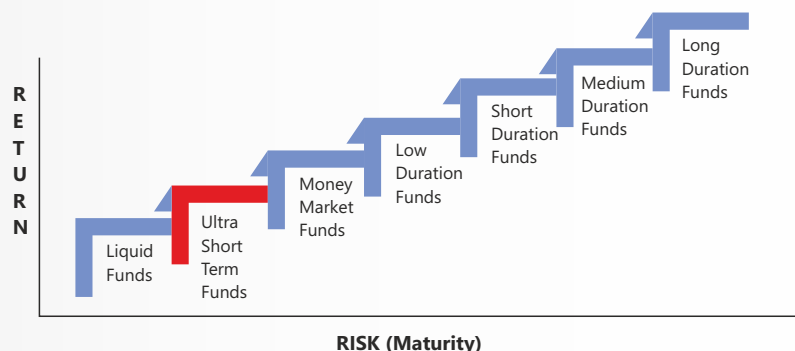 RETURN
Liquid
Funds
Ultra
Short
Term
Funds
Money
Market
Funds
Low
Duration
Funds
Short
Duration
Funds
Medium
Duration
Funds
Long
Duration
Funds
RISK (Maturity)